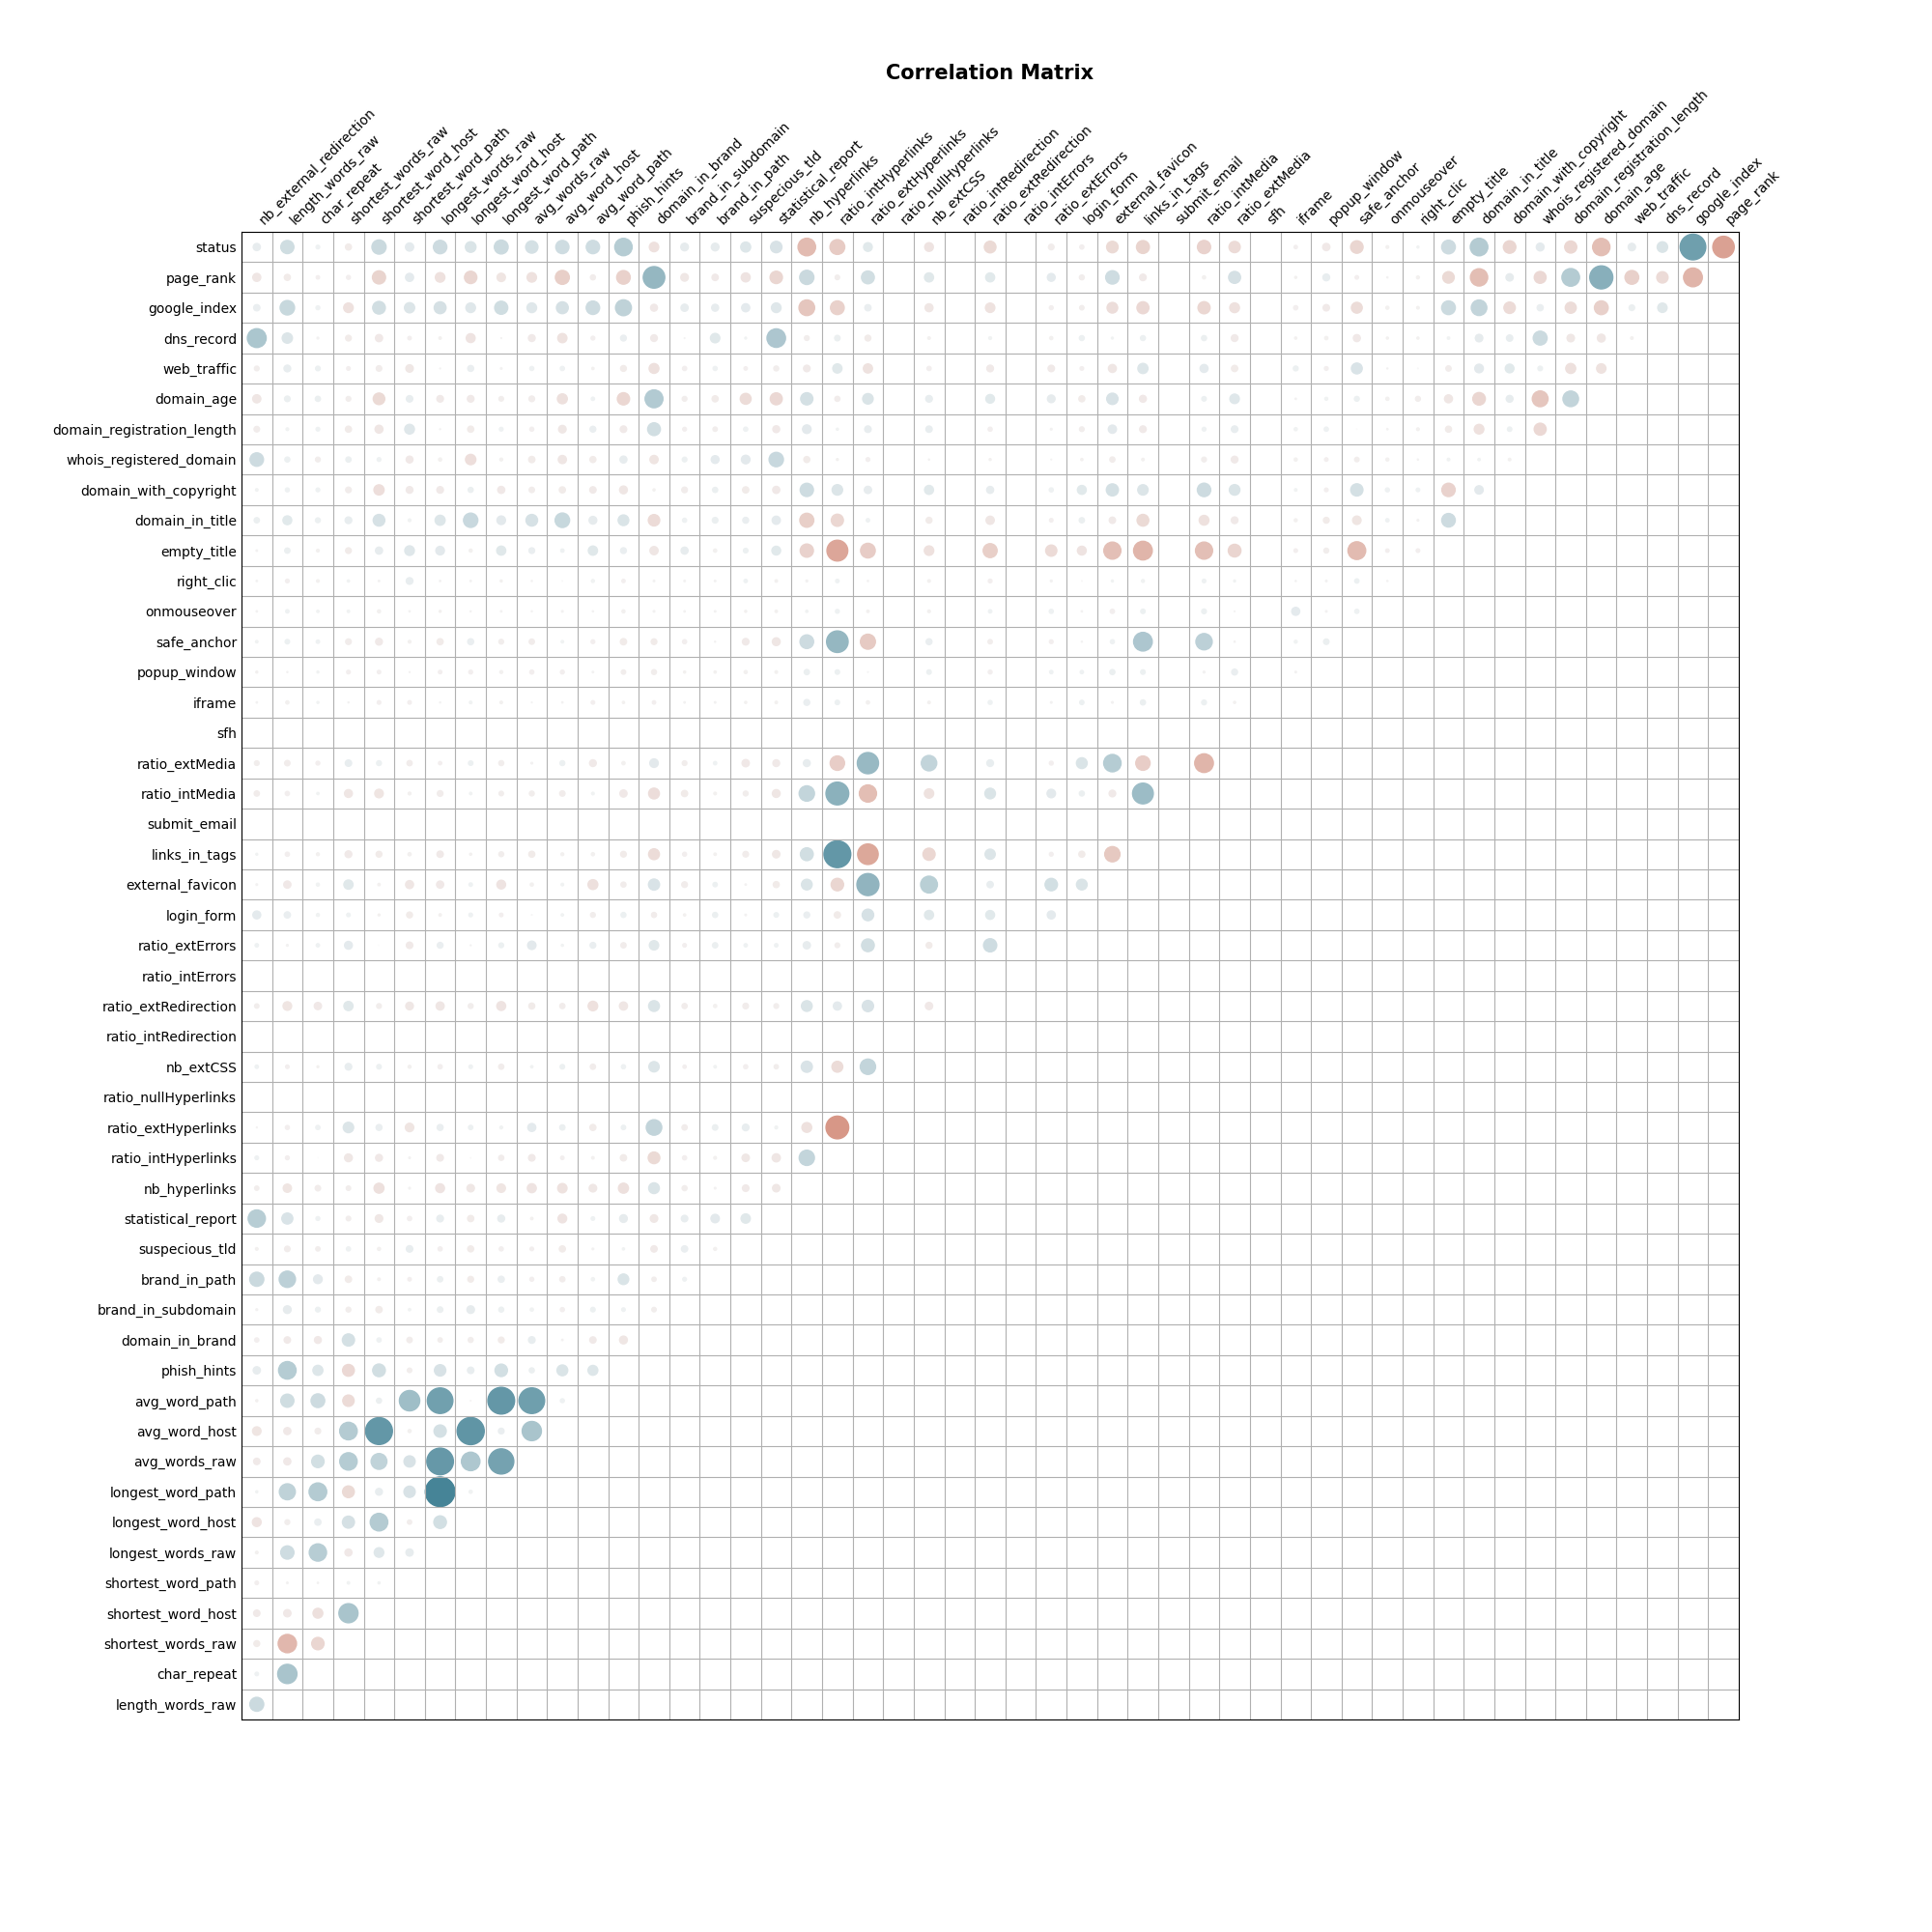 Correlation Matrix
nb_external_redirection
length_words_raw
char_repeat
shortest_words_raw
shortest_word_host
shortest_word_path
longest_words_raw
longest_word_host
longest_word_path
avg_words_raw
avg_word_host
avg_word_path
phish_hints
domain_in_brand
brand_in_subdomain
brand_in_path
suspecious_tld
statistical_report
nb_hyperlinks
ratio_intHyperlinks
ratio_extHyperlinks
ratio_nullHyperlinks
nb_extCSS
ratio_intRedirection
ratio_extRedirection
ratio_intErrors
ratio_extErrors
login_form
external_favicon
links_in_tags
submit_email
ratio_intMedia
ratio_extMedia
sfh
iframe
popup_window
safe_anchor
onmouseover
right_clic
empty_title
domain_in_title
domain_with_copyright
whois_registered_domain
domain_registration_length
domain_age
web_traffic
dns_record
google_index
page_rank
status
page_rank
google_index
dns_record
web_traffic
domain_age
domain_registration_length
whois_registered_domain
domain_with_copyright
domain_in_title
empty_title
right_clic
onmouseover
safe_anchor
popup_window
iframe
sfh
ratio_extMedia
ratio_intMedia
submit_email
links_in_tags
external_favicon
login_form
ratio_extErrors
ratio_intErrors
ratio_extRedirection
ratio_intRedirection
nb_extCSS
ratio_nullHyperlinks
ratio_extHyperlinks
ratio_intHyperlinks
nb_hyperlinks
statistical_report
suspecious_tld
brand_in_path
brand_in_subdomain
domain_in_brand
phish_hints
avg_word_path
avg_word_host
avg_words_raw
longest_word_path
longest_word_host
longest_words_raw
shortest_word_path
shortest_word_host
shortest_words_raw
char_repeat
length_words_raw